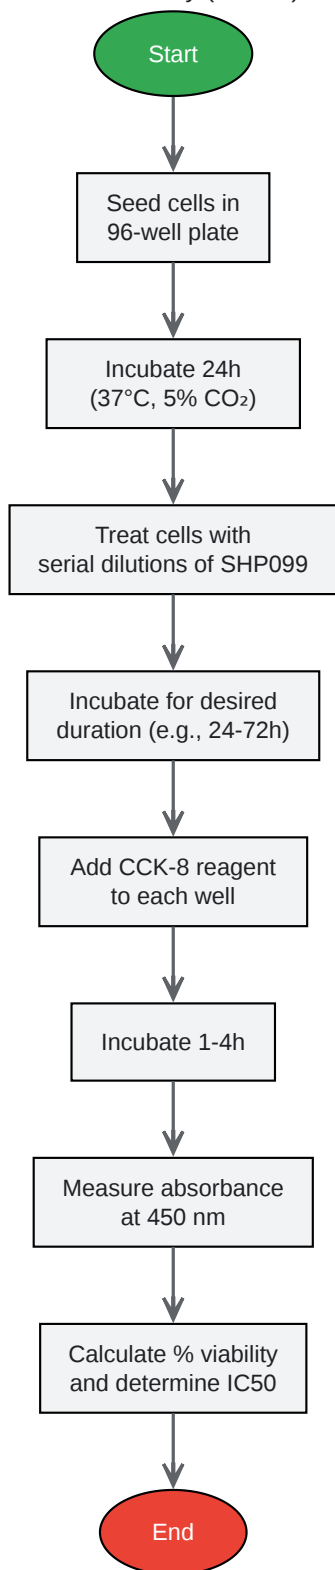 Start
Seed cells in
96-well plate
Incubate 24h
(37°C, 5% CO₂)
Treat cells with
serial dilutions of SHP099
Incubate for desired
duration (e.g., 24-72h)
Add CCK-8 reagent
to each well
Incubate 1-4h
Measure absorbance
at 450 nm
Calculate % viability
and determine IC50
End